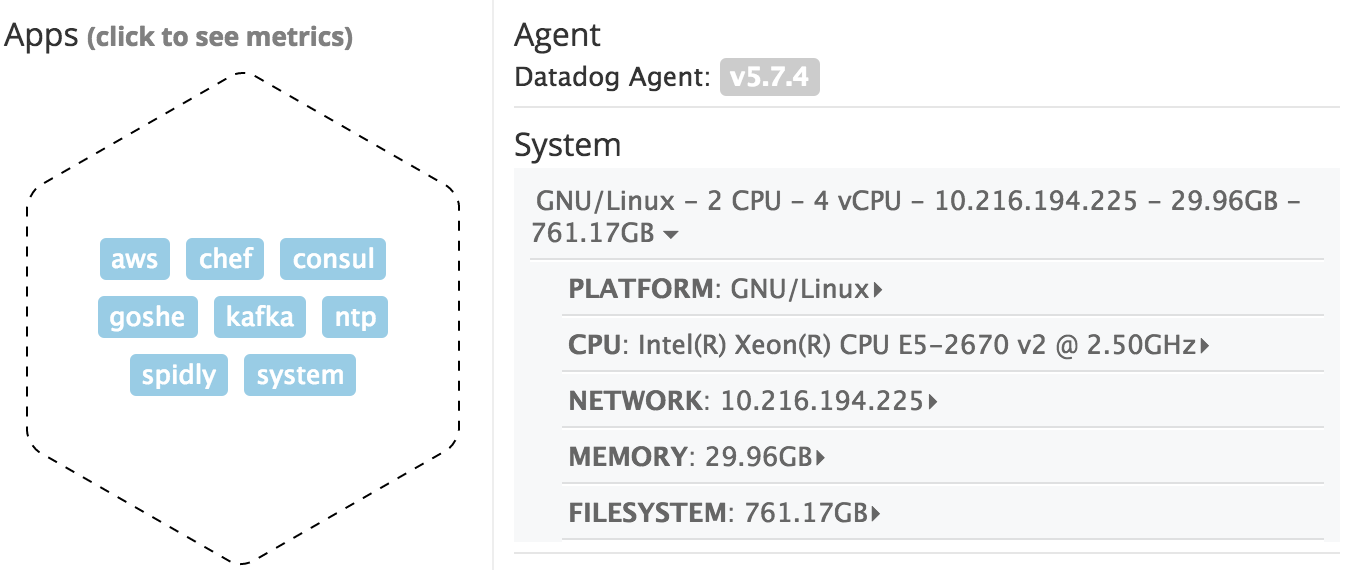 Apps (click to see metrics)
aws chef consul
goshe kafka ntp
spidly system
Agent
Datadog Agent: v5.7.4
System
GNU/Linux – 2 CPU – 4 vCPU – 10.216.194.225 – 29.96GB –
761.17GB
PLATFORM: GNU/Linux
CPU: Intel(R) Xeon(R) CPU E5-2670 v2 @ 2.50GHz
NETWORK: 10.216.194.225
MEMORY: 29.96GB
FILESYSTEM: 761.17GB